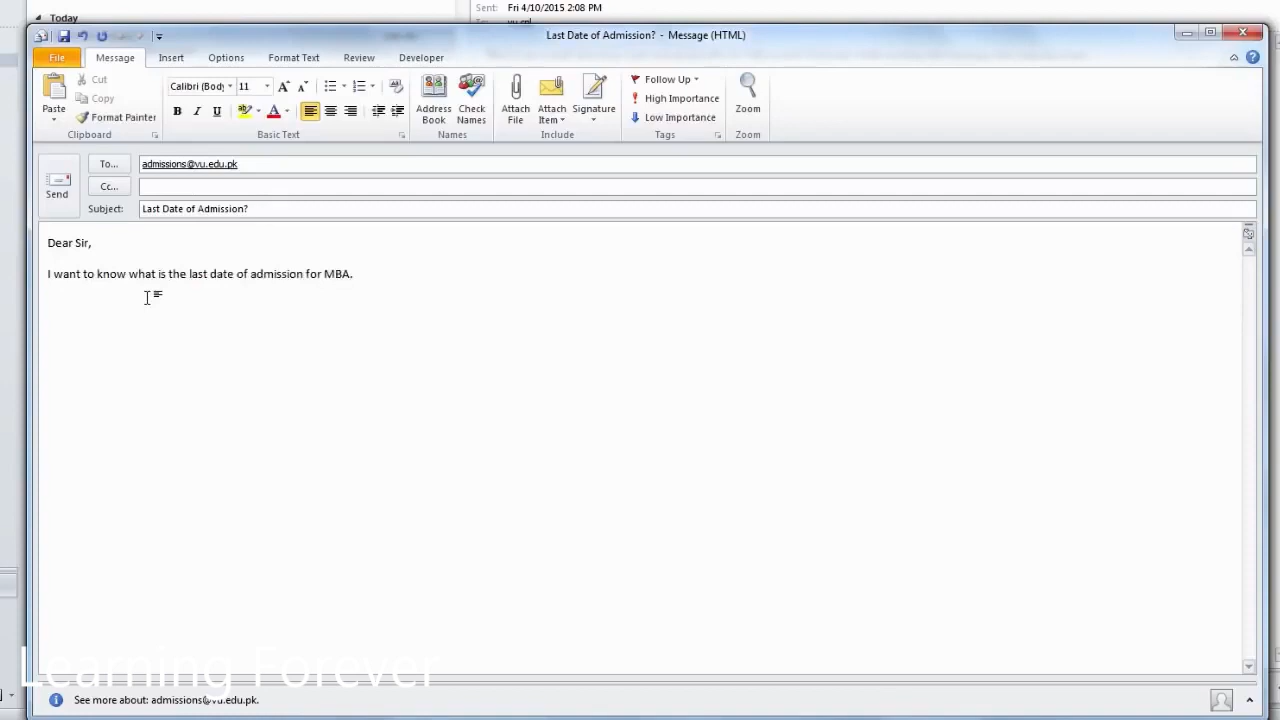 Today
Sent: Fri 4/10/2015 2:08 PM
Last Date of Admission? - Message (HTML)
File Message Insert Options Format Text Review Developer
Paste
Cut
Copy
Format Painter
Clipboard
Calibri (Body 11
B I U
Basic Text
Address Book
Check Names
Names
Attach File
Attach Item
Signature
Include
Follow Up
High Importance
Low Importance
Tags
Zoom
Zoom
Send
To... admissions@vu.edu.pk
Cc...
Subject: Last Date of Admission?
Dear Sir,
I want to know what is the last date of admission for MBA.
Learning Forever
See more about: admissions@vu.edu.pk.